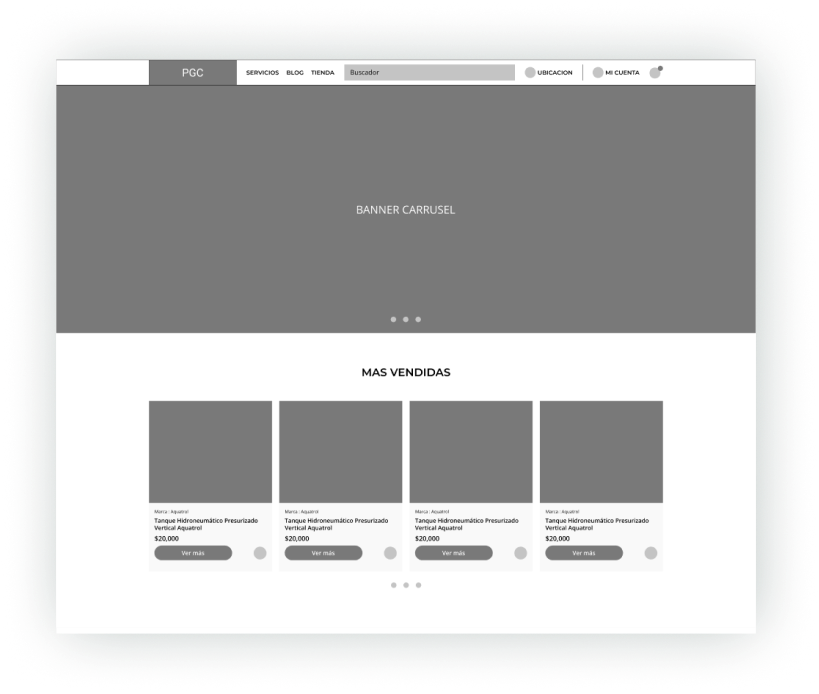 PGC SERVICIOS BLOG TIENDA Buscador UBICACION MI CUENTA
BANNER CARRUSEL
MAS VENDIDAS
Marca : Aquatrol
Tanque Hidroneumático Presurizado
Vertical Aquatrol
$20,000
Ver más
Marca : Aquatrol
Tanque Hidroneumático Presurizado
Vertical Aquatrol
$20,000
Ver más
Marca : Aquatrol
Tanque Hidroneumático Presurizado
Vertical Aquatrol
$20,000
Ver más
Marca : Aquatrol
Tanque Hidroneumático Presurizado
Vertical Aquatrol
$20,000
Ver más